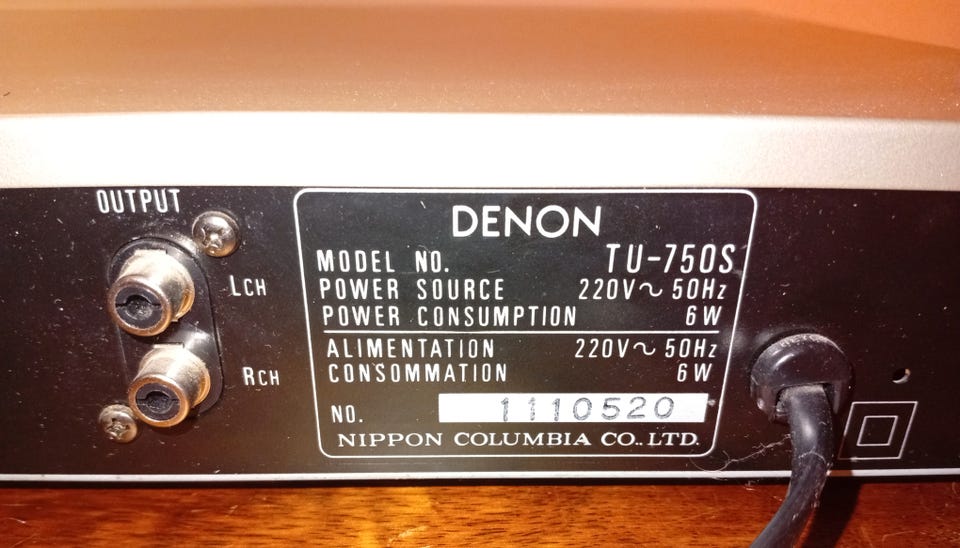 OUTPUT
LCH
RCH
DENON
MODEL NO. TU-750S
POWER SOURCE 220V~ 50Hz
POWER CONSUMPTION 6W
ALIMENTATION 220V~ 50Hz
CONSOMMATION 6W
NO. 1110520
NIPPON COLUMBIA CO., LTD.